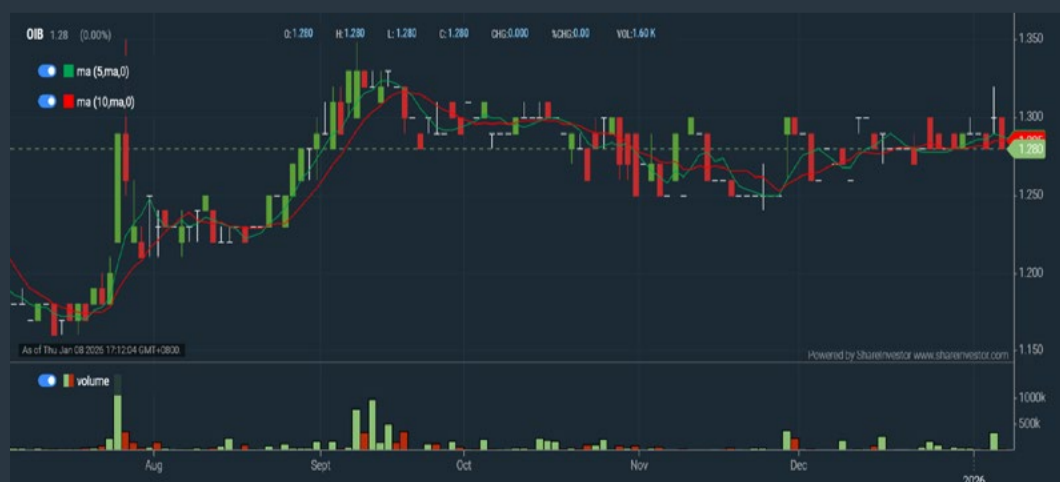 OIB 1.28 (0.00%) O:1.280 H:1.280 L:1.280 C:1.280 CHG:0.000 %CHG:0.00 VOL:1.60 K
1.350
ma (5,ma,0)
ma (10,ma,0)
1.300
1.280
1.250
1.200
As of Thu Jan 08 2026 17:12:04 GMT+0800
Powered by ShareInvestor www.shareinvestor.com
1.150
volume
1000k
500k
Aug Sept Oct Nov Dec
2026